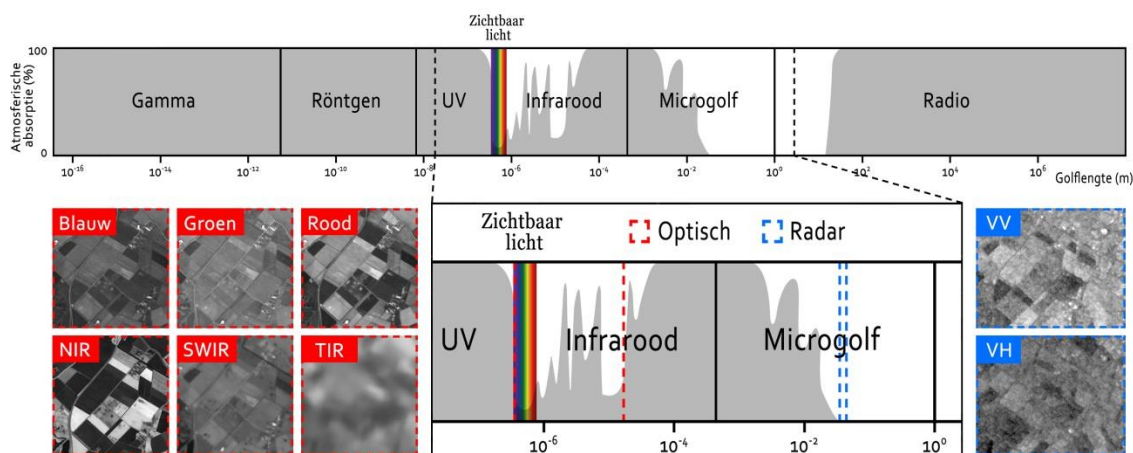 Zichtbaar
licht
Atmosferische
absorptie (%)
100
0
Gamma
Röntgen
UV
Infrarood
Microgolf
Radio
10⁻¹⁶
10⁻¹⁴
10⁻¹²
10⁻¹⁰
10⁻⁸
10⁻⁶
10⁻⁴
10⁻²
1
10²
10⁴
10⁶
Golflengte (m)
Blauw
Groen
Rood
NIR
SWIR
TIR
Zichtbaar
licht
Optisch
Radar
UV
Infrarood
Microgolf
10⁻⁶
10⁻⁴
10⁻²
10⁰
VV
VH